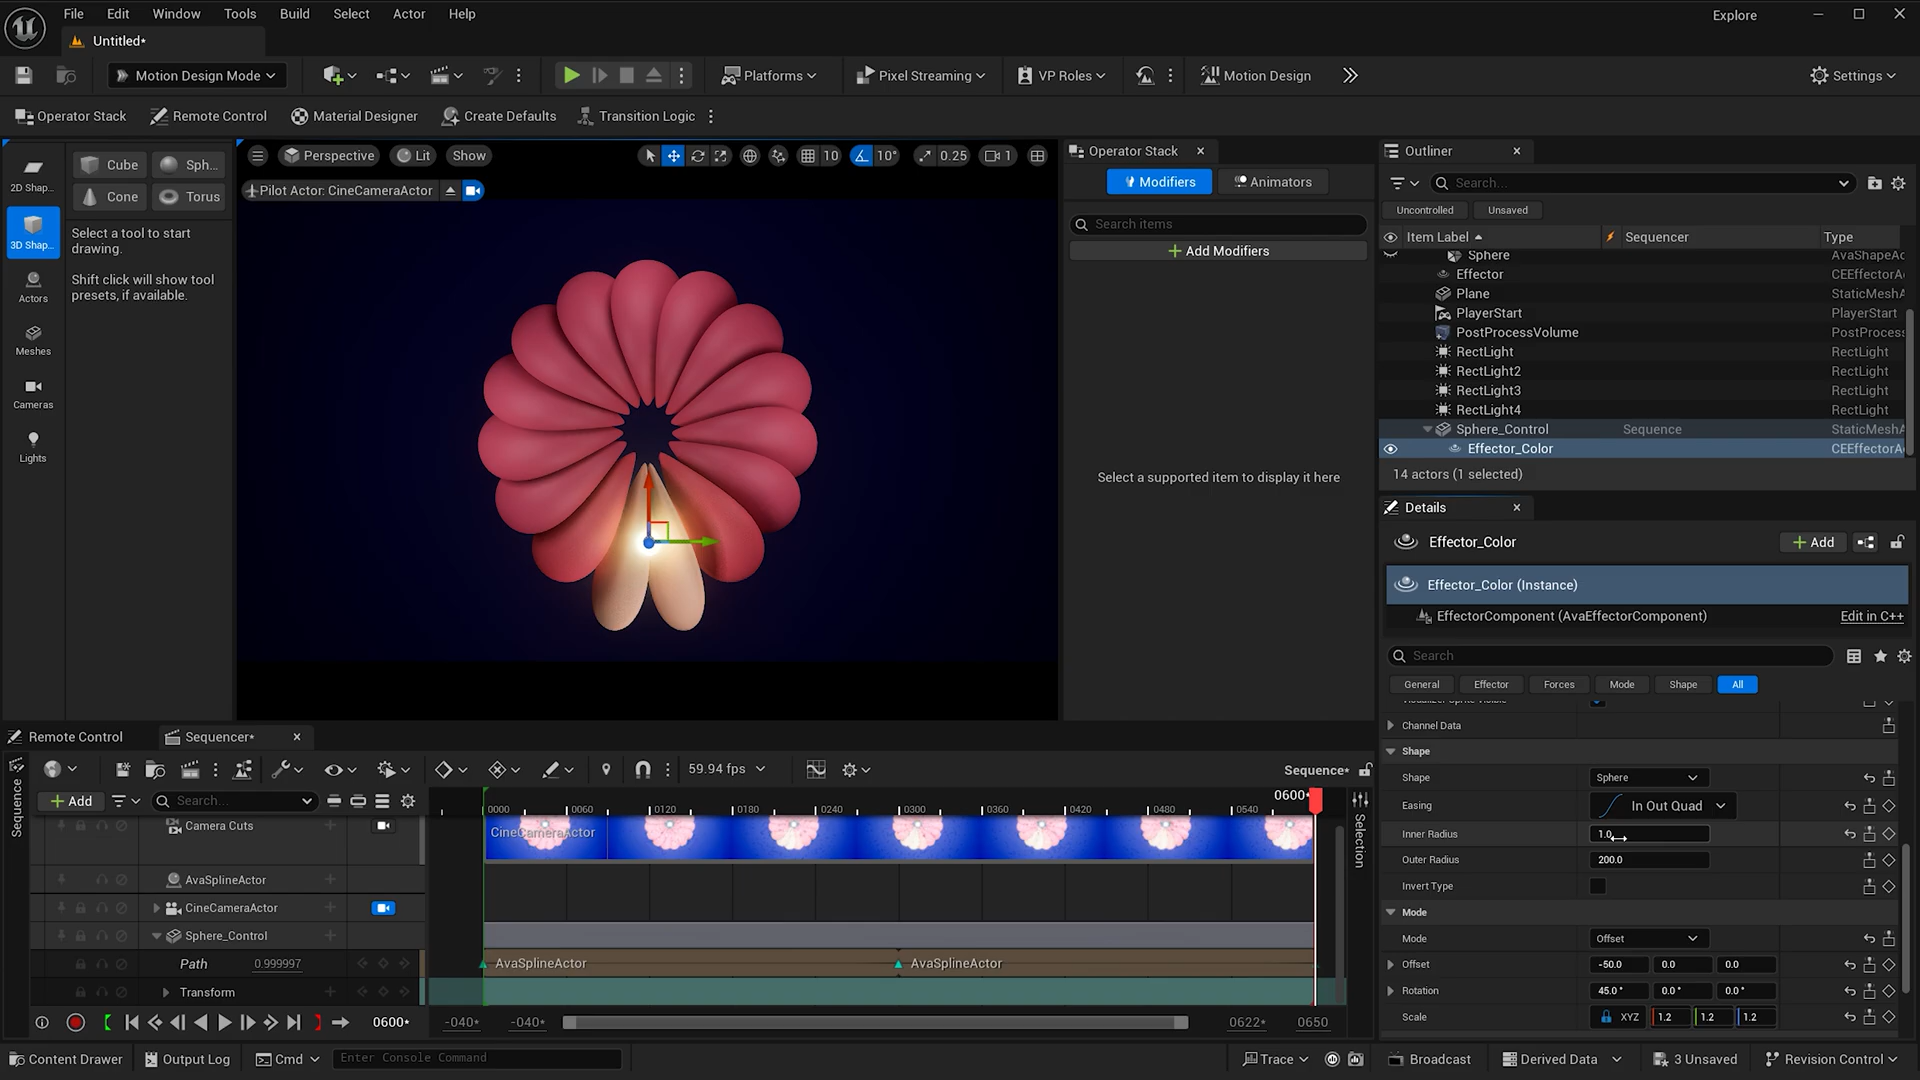 File Edit Window Tools Build Select Actor Help
Explore
Untitled*
Motion Design Mode
Platforms
Pixel Streaming
VP Roles
Motion Design
Settings
Operator Stack
Remote Control
Material Designer
Create Defaults
Transition Logic
2D Shap...
3D Shap...
Actors
Meshes
Cameras
Lights
Cube
Sph...
Cone
Torus
Select a tool to start
drawing.
Shift click will show tool
presets, if available.
Perspective
Lit
Show
10
10°
0.25
1
Pilot Actor: CineCameraActor
Operator Stack
Modifiers
Animators
Search items
Add Modifiers
Select a supported item to display it here
Outliner
Search...
Uncontrolled
Unsaved
Item Label
Sequencer
Type
Sphere AvaShapeAc
Effector CEEffectorA
Plane StaticMeshA
PlayerStart PlayerStart
PostProcessVolume PostProcess
RectLight RectLight
RectLight2 RectLight
RectLight3 RectLight
RectLight4 RectLight
Sphere_Control Sequence StaticMeshA
Effector_Color CEEffectorA
14 actors (1 selected)
Details
Effector_Color
Add
Effector_Color (Instance)
EffectorComponent (AvaEffectorComponent)
Edit in C++
Search
General
Effector
Forces
Mode
Shape
All
Channel Data
Shape
Shape Sphere
Easing In Out Quad
Inner Radius 1.0
Outer Radius 200.0
Invert Type
Mode
Mode Offset
Offset -50.0 0.0 0.0
Rotation 45.0° 0.0° 0.0°
Scale XYZ 1.2 1.2 1.2
Remote Control
Sequencer*
59.94 fps
Sequence*
Sequence
Add
Search...
0600*
0000 0060 0120 0180 0240 0300 0360 0420 0480 0540
Camera Cuts
CineCameraActor
AvaSplineActor
CineCameraActor
Sphere_Control
Path 0.999997
AvaSplineActor
AvaSplineActor
Transform
Selection
0600*
-040*
-040*
0622*
0650
Content Drawer
Output Log
Cmd
Enter Console Command
Trace
Broadcast
Derived Data
3 Unsaved
Revision Control